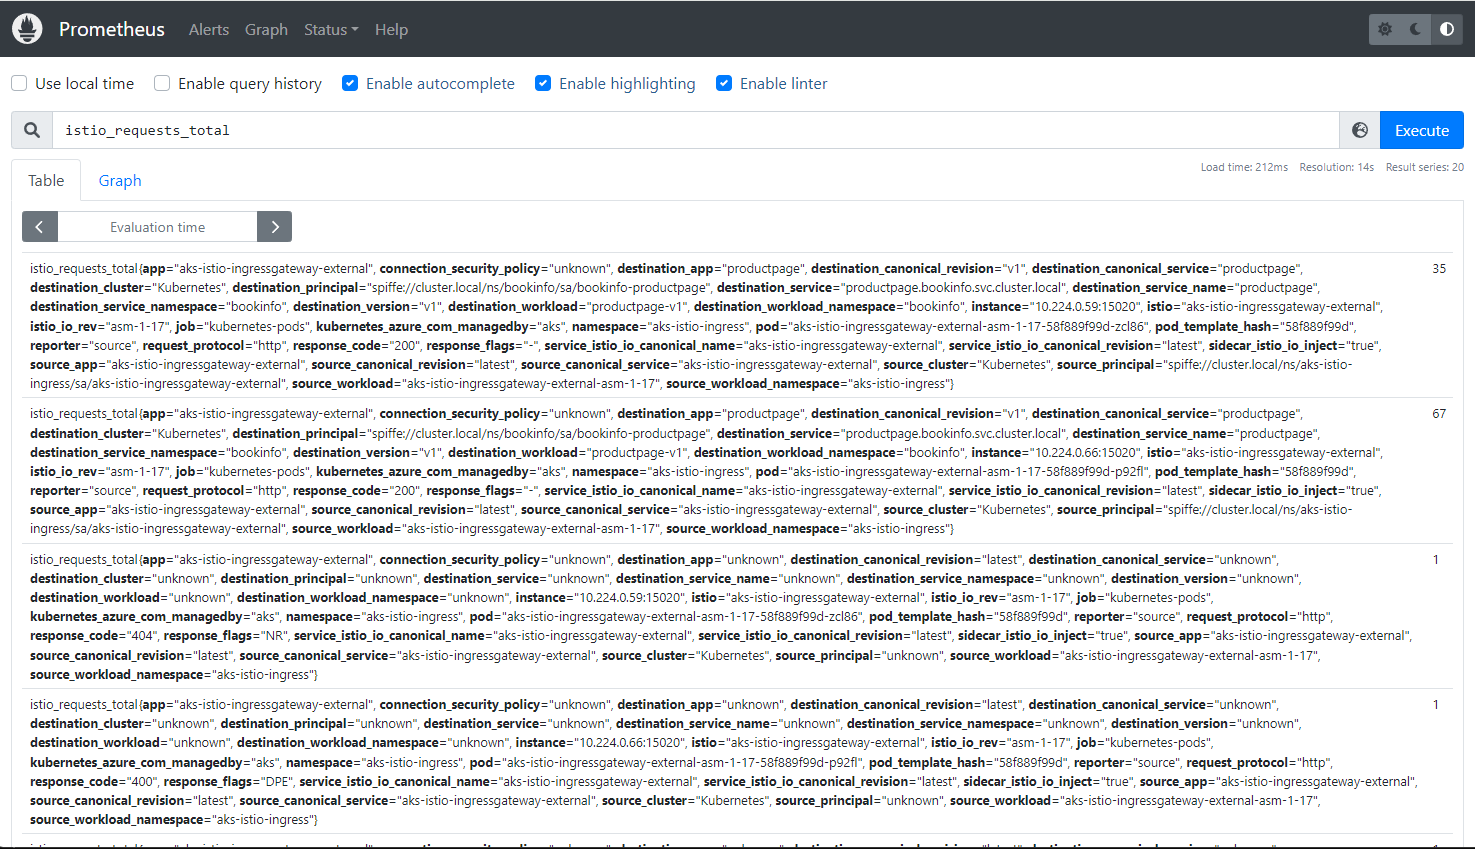 Prometheus Alerts Graph Status Help
Use local time Enable query history Enable autocomplete Enable highlighting Enable linter
istio_requests_total Execute
Load time: 212ms Resolution: 14s Result series: 20
Table Graph
Evaluation time
istio_requests_total{app="aks-istio-ingressgateway-external", connection_security_policy="unknown", destination_app="productpage", destination_canonical_revision="v1", destination_canonical_service="productpage", 35
destination_cluster="Kubernetes", destination_principal="spiffe://cluster.local/ns/bookinfo/sa/bookinfo-productpage", destination_service="productpage.bookinfo.svc.cluster.local", destination_service_name="productpage",
destination_service_namespace="bookinfo", destination_version="v1", destination_workload="productpage-v1", destination_workload_namespace="bookinfo", instance="10.224.0.59:15020", istio="aks-istio-ingressgateway-external",
istio_io_rev="asm-1-17", job="kubernetes-pods", kubernetes_azure_com_managedby="aks", namespace="aks-istio-ingress", pod="aks-istio-ingressgateway-external-asm-1-17-58f889f99d-zcl86", pod_template_hash="58f889f99d",
reporter="source", request_protocol="http", response_code="200", response_flags="-", service_istio_io_canonical_name="aks-istio-ingressgateway-external", service_istio_io_canonical_revision="latest", sidecar_istio_io_inject="true",
source_app="aks-istio-ingressgateway-external", source_canonical_revision="latest", source_canonical_service="aks-istio-ingressgateway-external", source_cluster="Kubernetes", source_principal="spiffe://cluster.local/ns/aks-istio-
ingress/sa/aks-istio-ingressgateway-external", source_workload="aks-istio-ingressgateway-external-asm-1-17", source_workload_namespace="aks-istio-ingress"}
istio_requests_total{app="aks-istio-ingressgateway-external", connection_security_policy="unknown", destination_app="productpage", destination_canonical_revision="v1", destination_canonical_service="productpage", 67
destination_cluster="Kubernetes", destination_principal="spiffe://cluster.local/ns/bookinfo/sa/bookinfo-productpage", destination_service="productpage.bookinfo.svc.cluster.local", destination_service_name="productpage",
destination_service_namespace="bookinfo", destination_version="v1", destination_workload="productpage-v1", destination_workload_namespace="bookinfo", instance="10.224.0.66:15020", istio="aks-istio-ingressgateway-external",
istio_io_rev="asm-1-17", job="kubernetes-pods", kubernetes_azure_com_managedby="aks", namespace="aks-istio-ingress", pod="aks-istio-ingressgateway-external-asm-1-17-58f889f99d-p92fl", pod_template_hash="58f889f99d",
reporter="source", request_protocol="http", response_code="200", response_flags="-", service_istio_io_canonical_name="aks-istio-ingressgateway-external", service_istio_io_canonical_revision="latest", sidecar_istio_io_inject="true",
source_app="aks-istio-ingressgateway-external", source_canonical_revision="latest", source_canonical_service="aks-istio-ingressgateway-external", source_cluster="Kubernetes", source_principal="spiffe://cluster.local/ns/aks-istio-
ingress/sa/aks-istio-ingressgateway-external", source_workload="aks-istio-ingressgateway-external-asm-1-17", source_workload_namespace="aks-istio-ingress"}
istio_requests_total{app="aks-istio-ingressgateway-external", connection_security_policy="unknown", destination_app="unknown", destination_canonical_revision="latest", destination_canonical_service="unknown", 1
destination_cluster="unknown", destination_principal="unknown", destination_service="unknown", destination_service_name="unknown", destination_service_namespace="unknown", destination_version="unknown",
destination_workload="unknown", destination_workload_namespace="unknown", instance="10.224.0.59:15020", istio="aks-istio-ingressgateway-external", istio_io_rev="asm-1-17", job="kubernetes-pods",
kubernetes_azure_com_managedby="aks", namespace="aks-istio-ingress", pod="aks-istio-ingressgateway-external-asm-1-17-58f889f99d-zcl86", pod_template_hash="58f889f99d", reporter="source", request_protocol="http",
response_code="404", response_flags="NR", service_istio_io_canonical_name="aks-istio-ingressgateway-external", service_istio_io_canonical_revision="latest", sidecar_istio_io_inject="true", source_app="aks-istio-ingressgateway-external",
source_canonical_revision="latest", source_canonical_service="aks-istio-ingressgateway-external", source_cluster="Kubernetes", source_principal="unknown", source_workload="aks-istio-ingressgateway-external-asm-1-17",
source_workload_namespace="aks-istio-ingress"}
istio_requests_total{app="aks-istio-ingressgateway-external", connection_security_policy="unknown", destination_app="unknown", destination_canonical_revision="latest", destination_canonical_service="unknown", 1
destination_cluster="unknown", destination_principal="unknown", destination_service="unknown", destination_service_name="unknown", destination_service_namespace="unknown", destination_version="unknown",
destination_workload="unknown", destination_workload_namespace="unknown", instance="10.224.0.66:15020", istio="aks-istio-ingressgateway-external", istio_io_rev="asm-1-17", job="kubernetes-pods",
kubernetes_azure_com_managedby="aks", namespace="aks-istio-ingress", pod="aks-istio-ingressgateway-external-asm-1-17-58f889f99d-p92fl", pod_template_hash="58f889f99d", reporter="source", request_protocol="http",
response_code="400", response_flags="DPE", service_istio_io_canonical_name="aks-istio-ingressgateway-external", service_istio_io_canonical_revision="latest", sidecar_istio_io_inject="true", source_app="aks-istio-ingressgateway-external",
source_canonical_revision="latest", source_canonical_service="aks-istio-ingressgateway-external", source_cluster="Kubernetes", source_principal="unknown", source_workload="aks-istio-ingressgateway-external-asm-1-17",
source_workload_namespace="aks-istio-ingress"}